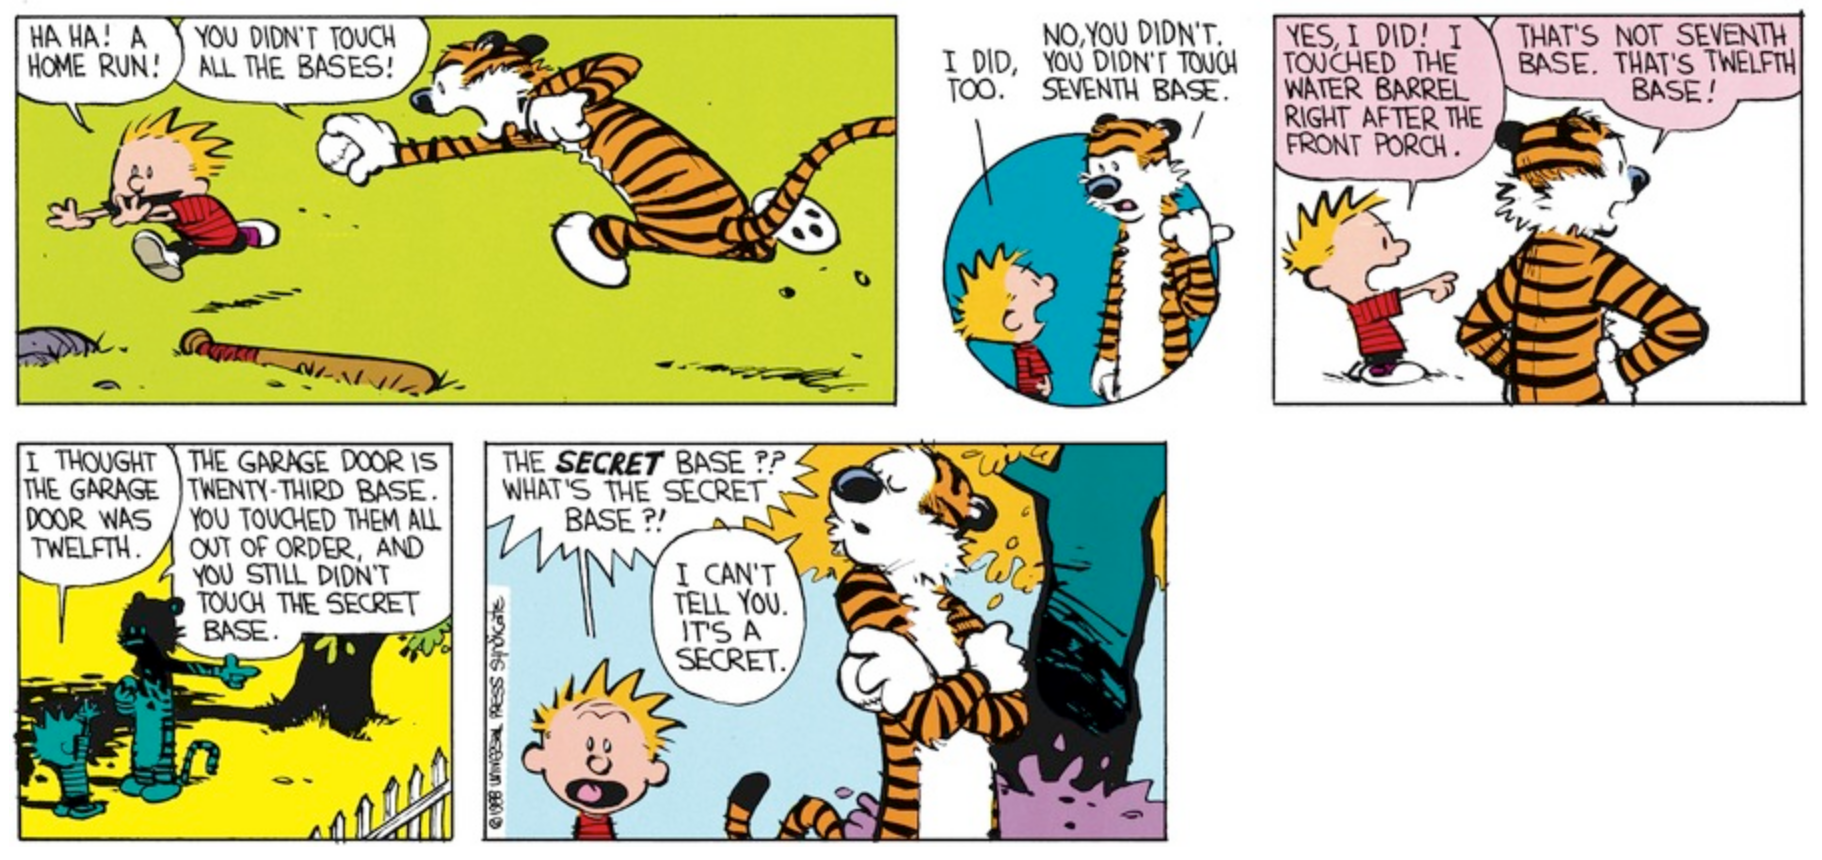 HA HA! A
HOME RUN!
YOU DIDN'T TOUCH
ALL THE BASES!
I DID,
TOO.
NO, YOU DIDN'T.
YOU DIDN'T TOUCH
SEVENTH BASE.
YES, I DID! I
TOUCHED THE
WATER BARREL
RIGHT AFTER THE
FRONT PORCH.
THAT'S NOT SEVENTH
BASE. THAT'S TWELFTH
BASE!
I THOUGHT
THE GARAGE
DOOR WAS
TWELFTH.
THE GARAGE DOOR IS
TWENTY-THIRD BASE.
YOU TOUCHED THEM ALL
OUT OF ORDER, AND
YOU STILL DIDN'T
TOUCH THE SECRET
BASE.
THE SECRET BASE??
WHAT'S THE SECRET
BASE?!
I CAN'T
TELL YOU.
IT'S A
SECRET.
©1988 UNIVERSAL PRESS SYNDICATE